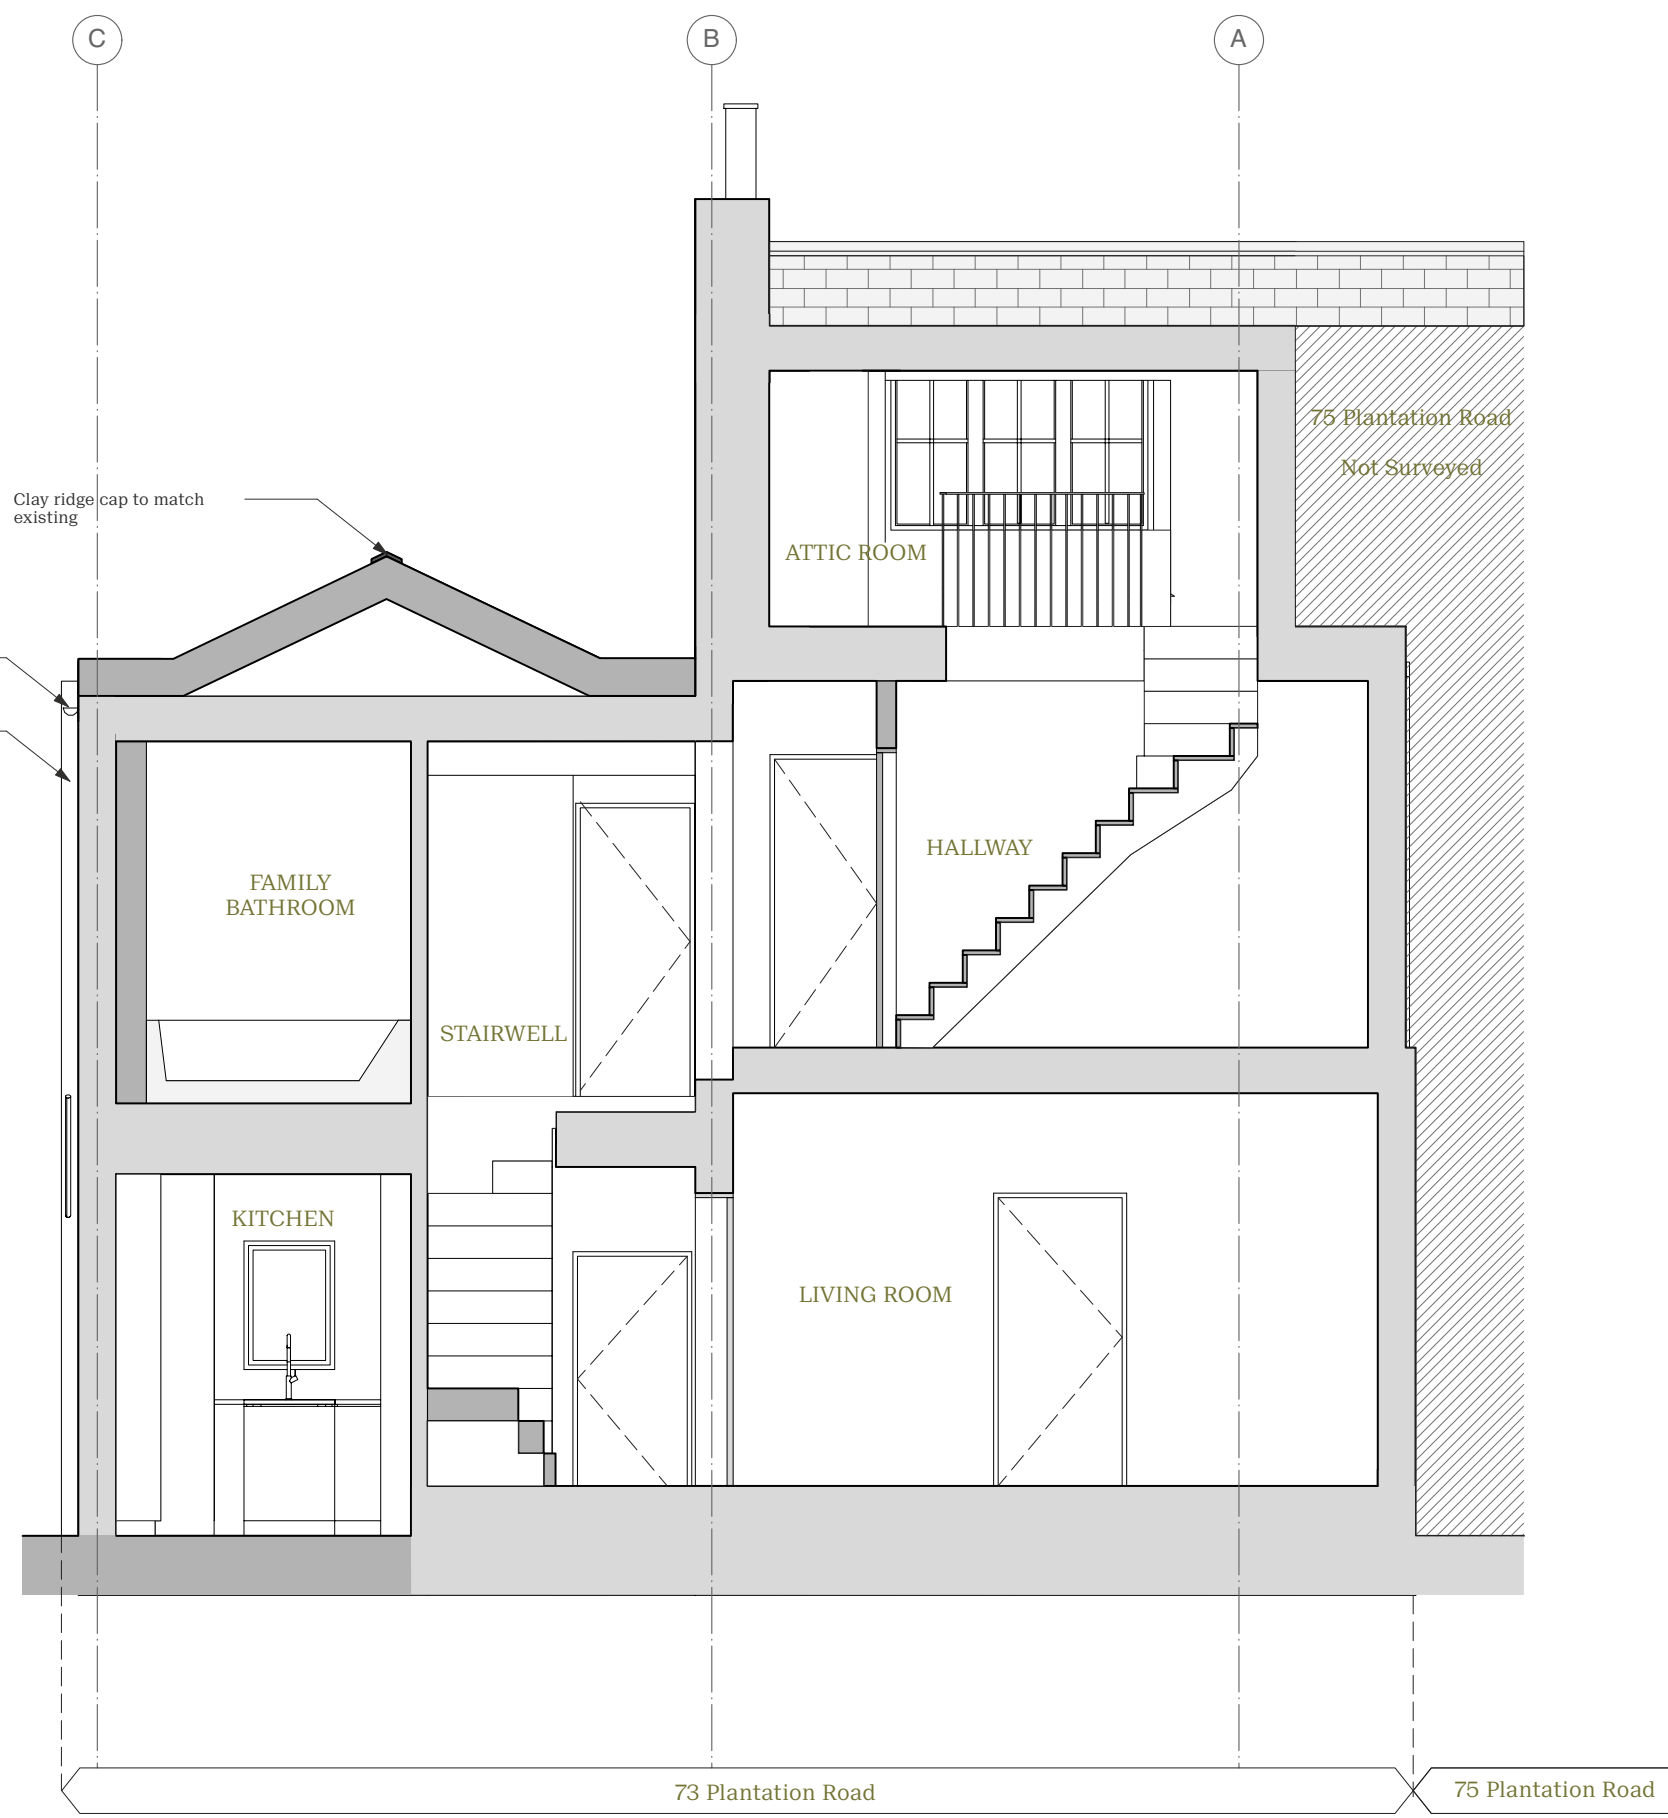 C
B
A
75 Plantation Road
Not Surveyed
Clay ridge cap to match
existing
ATTIC ROOM
HALLWAY
FAMILY
BATHROOM
STAIRWELL
KITCHEN
LIVING ROOM
73 Plantation Road
75 Plantation Road